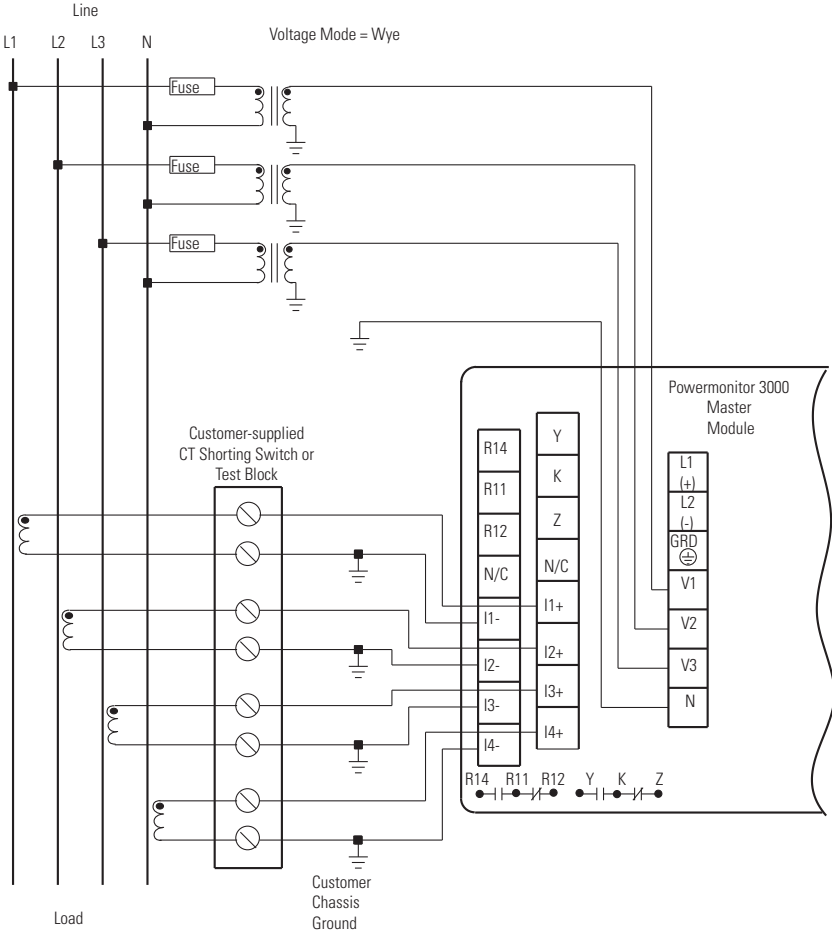 Line
Voltage Mode = Wye
L1 L2 L3 N
Fuse
Fuse
Fuse
Powermonitor 3000
Master
Module
Customer-supplied
CT Shorting Switch or
Test Block
R14
R11
R12
N/C
I1-
I2-
I3-
I4-
Y
K
Z
N/C
I1+
I2+
I3+
I4+
L1
(+)
L2
(-)
GRD
V1
V2
V3
N
R14 R11 R12 Y K Z
Customer
Chassis
Ground
Load